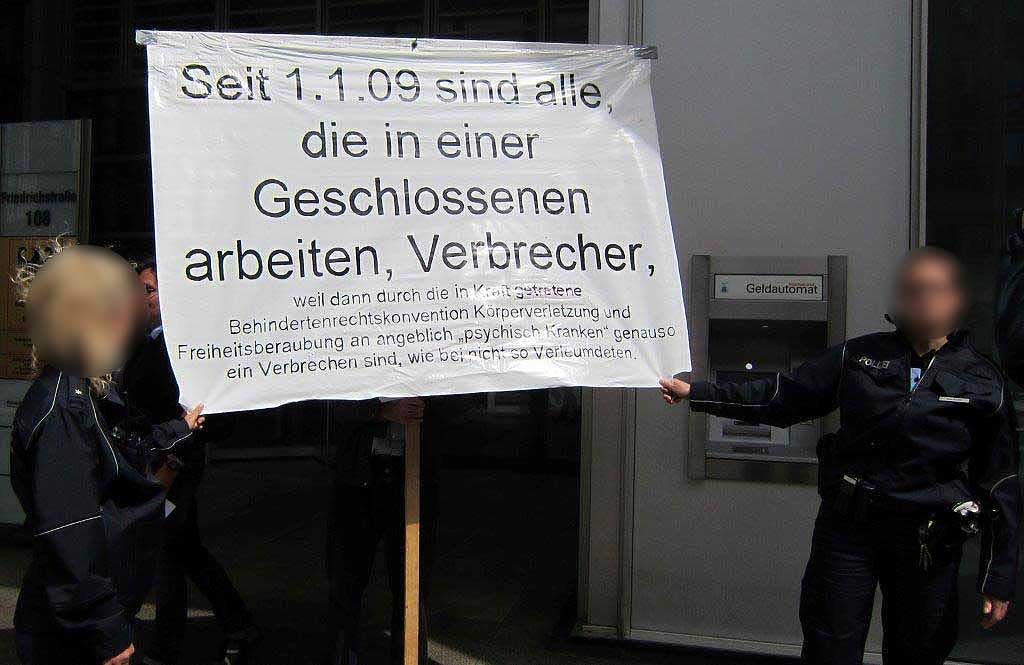 Seit 1.1.09 sind alle,
die in einer
Geschlossenen
arbeiten, Verbrecher,
weil dann durch die in Kraft getretene
Behindertenrechtskonvention Körperverletzung und
Freiheitsberaubung an angeblich „psychisch Kranken“ genauso
ein Verbrechen sind, wie bei nicht so Verleumdeten.
Friedrichstraße
108
Geldautomat
POLIZEI